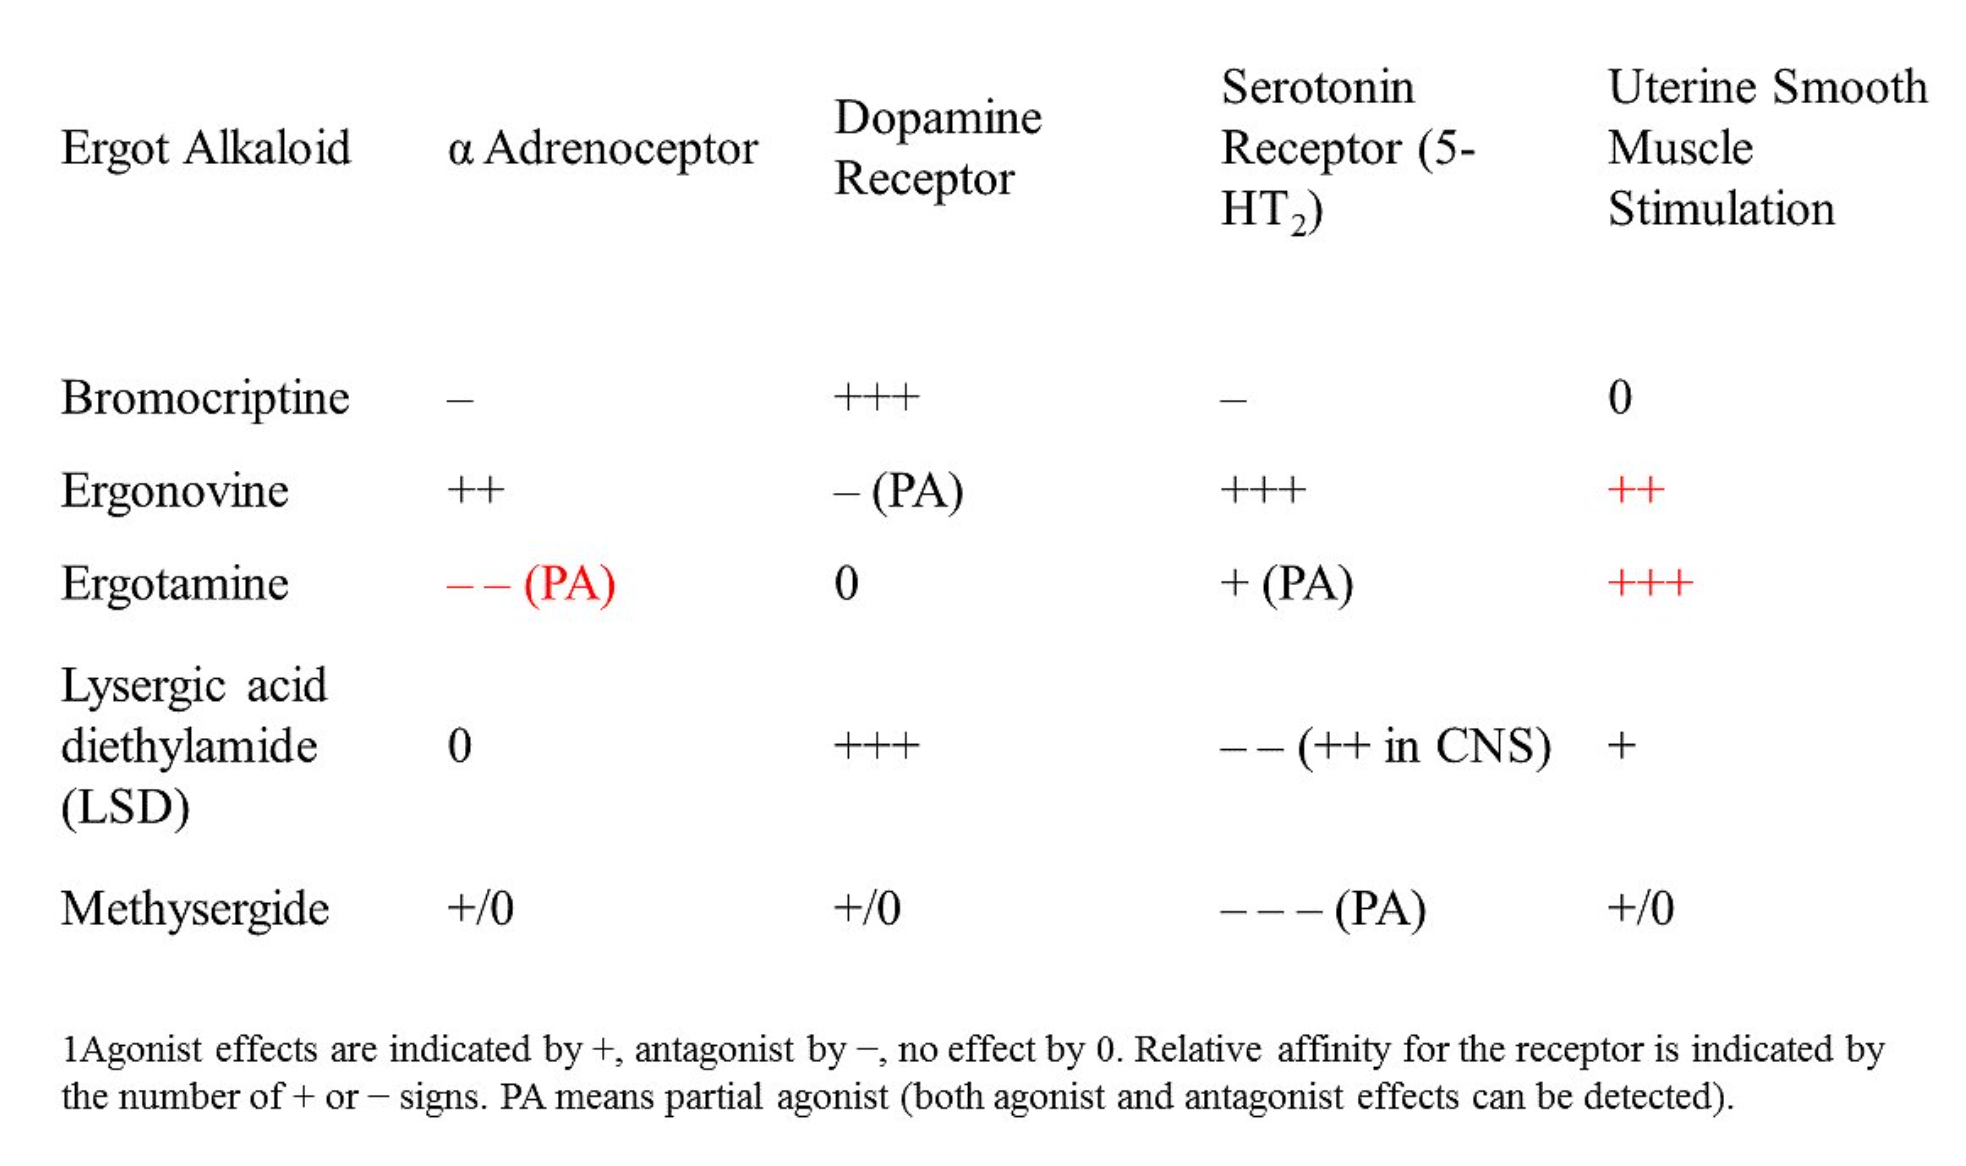 Ergot Alkaloid
α Adrenoceptor
Dopamine
Receptor
Serotonin
Receptor (5-
HT₂)
Uterine Smooth
Muscle
Stimulation
Bromocriptine – +++ – 0
Ergonovine ++ – (PA) +++ ++
Ergotamine – – (PA) 0 + (PA) +++
Lysergic acid
diethylamide 0 +++ – – (++ in CNS) +
(LSD)
Methysergide +/0 +/0 – – – (PA) +/0
1Agonist effects are indicated by +, antagonist by –, no effect by 0. Relative affinity for the receptor is indicated by
the number of + or – signs. PA means partial agonist (both agonist and antagonist effects can be detected).